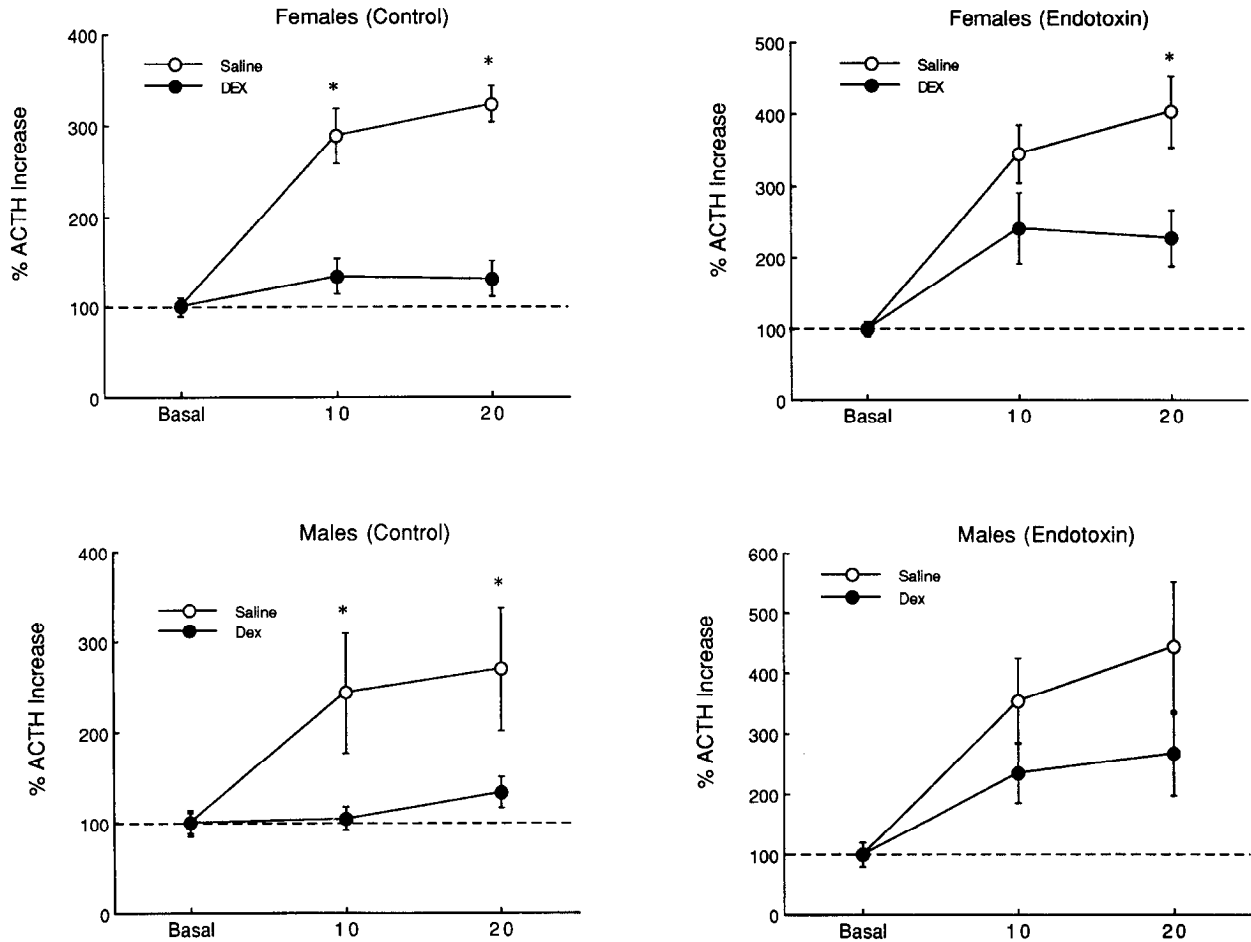 Females (Control)
400
300
200
100
0
% ACTH Increase
Saline
DEX
*
*
Basal
10
20
Females (Endotoxin)
500
400
300
200
100
0
% ACTH Increase
Saline
DEX
*
Basal
10
20
Males (Control)
400
300
200
100
0
% ACTH Increase
Saline
Dex
*
*
Basal
10
20
Males (Endotoxin)
600
500
400
300
200
100
0
% ACTH Increase
Saline
Dex
Basal
10
20